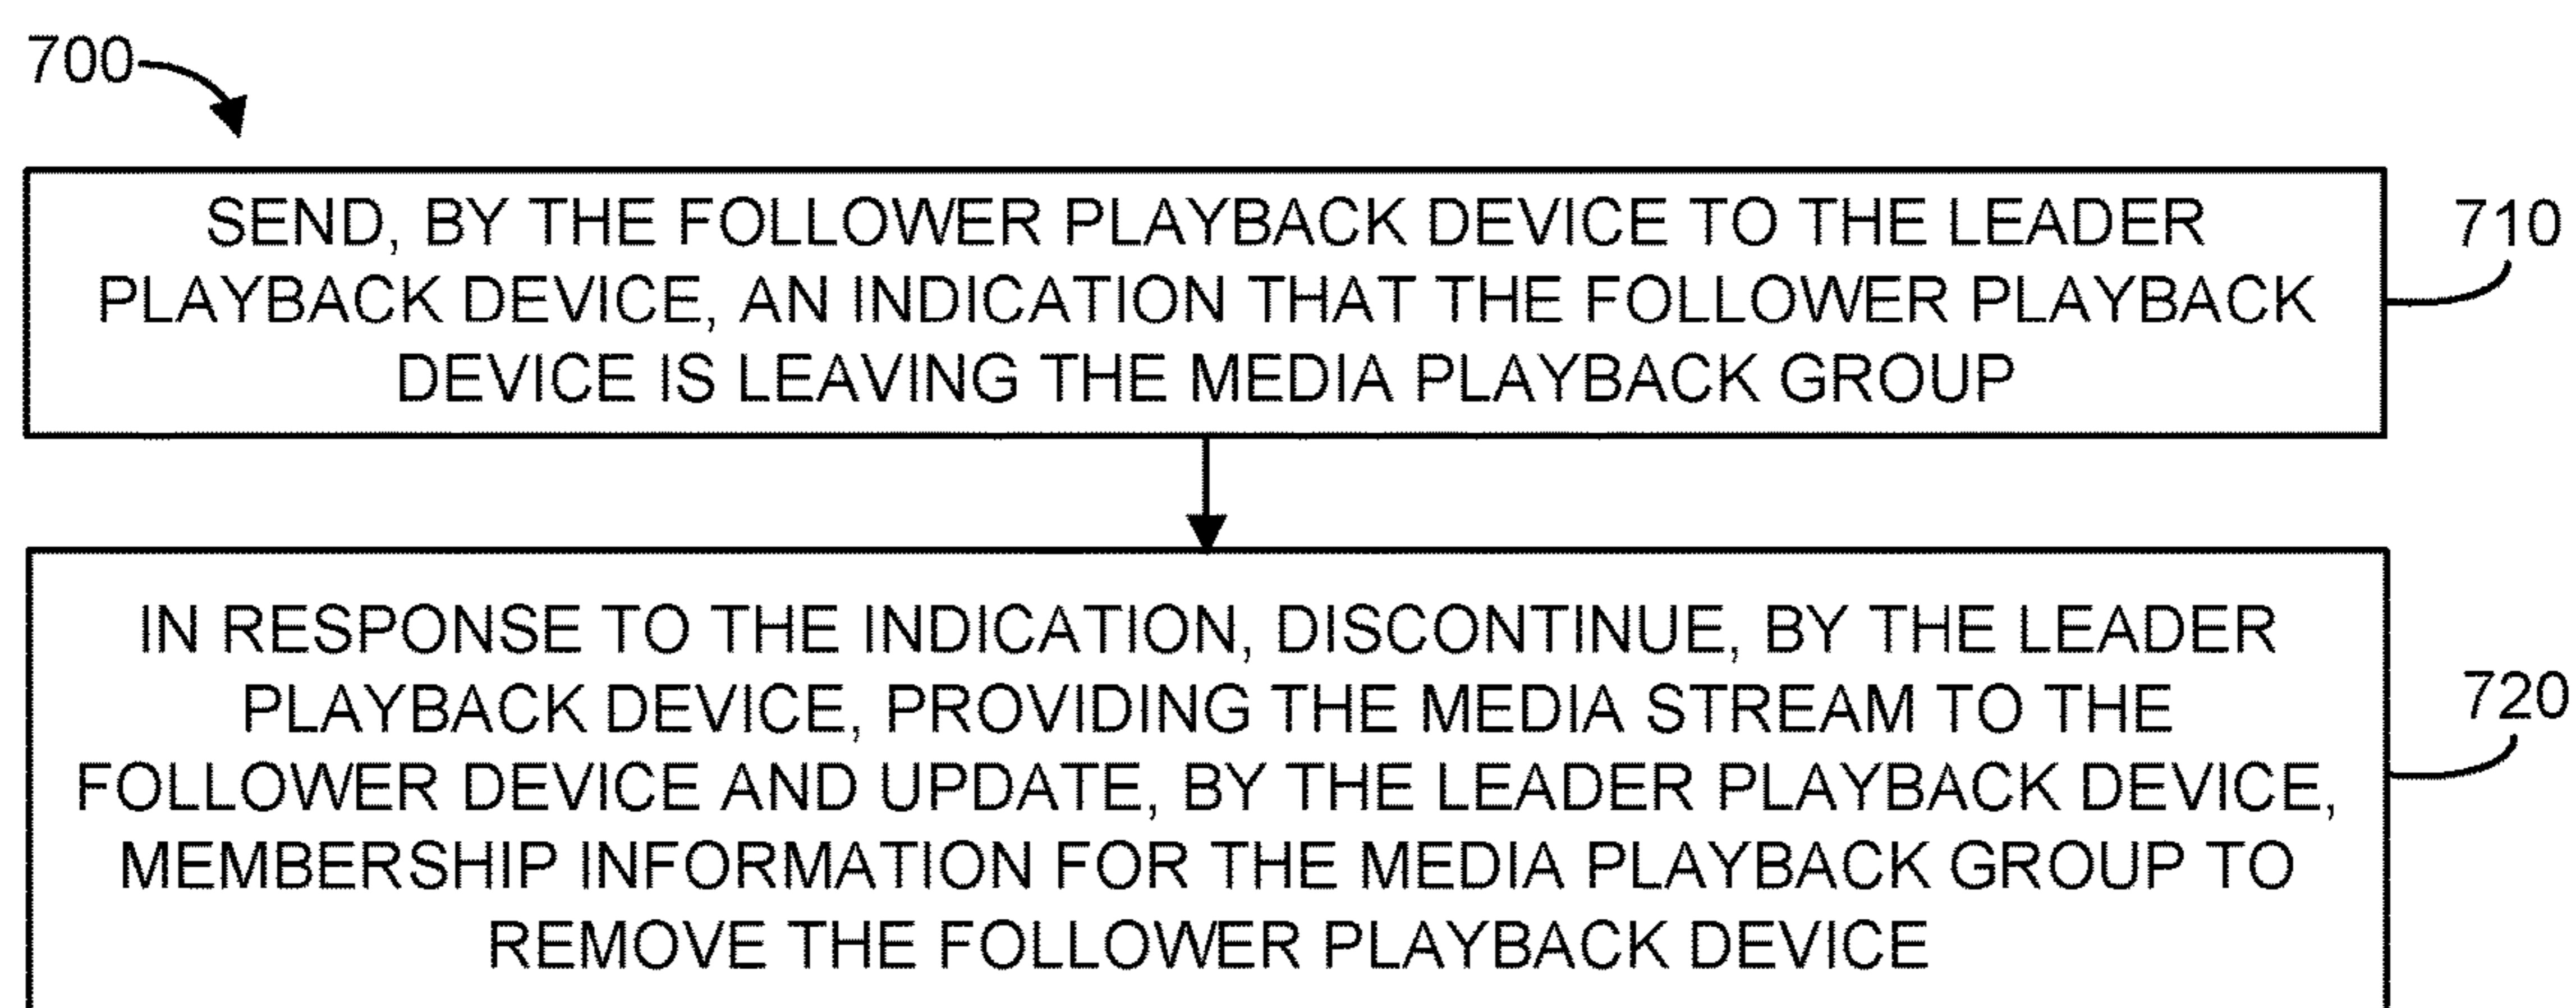 700
SEND, BY THE FOLLOWER PLAYBACK DEVICE TO THE LEADER
PLAYBACK DEVICE, AN INDICATION THAT THE FOLLOWER PLAYBACK
DEVICE IS LEAVING THE MEDIA PLAYBACK GROUP
710
IN RESPONSE TO THE INDICATION, DISCONTINUE, BY THE LEADER
PLAYBACK DEVICE, PROVIDING THE MEDIA STREAM TO THE
FOLLOWER DEVICE AND UPDATE, BY THE LEADER PLAYBACK DEVICE,
MEMBERSHIP INFORMATION FOR THE MEDIA PLAYBACK GROUP TO
REMOVE THE FOLLOWER PLAYBACK DEVICE
720